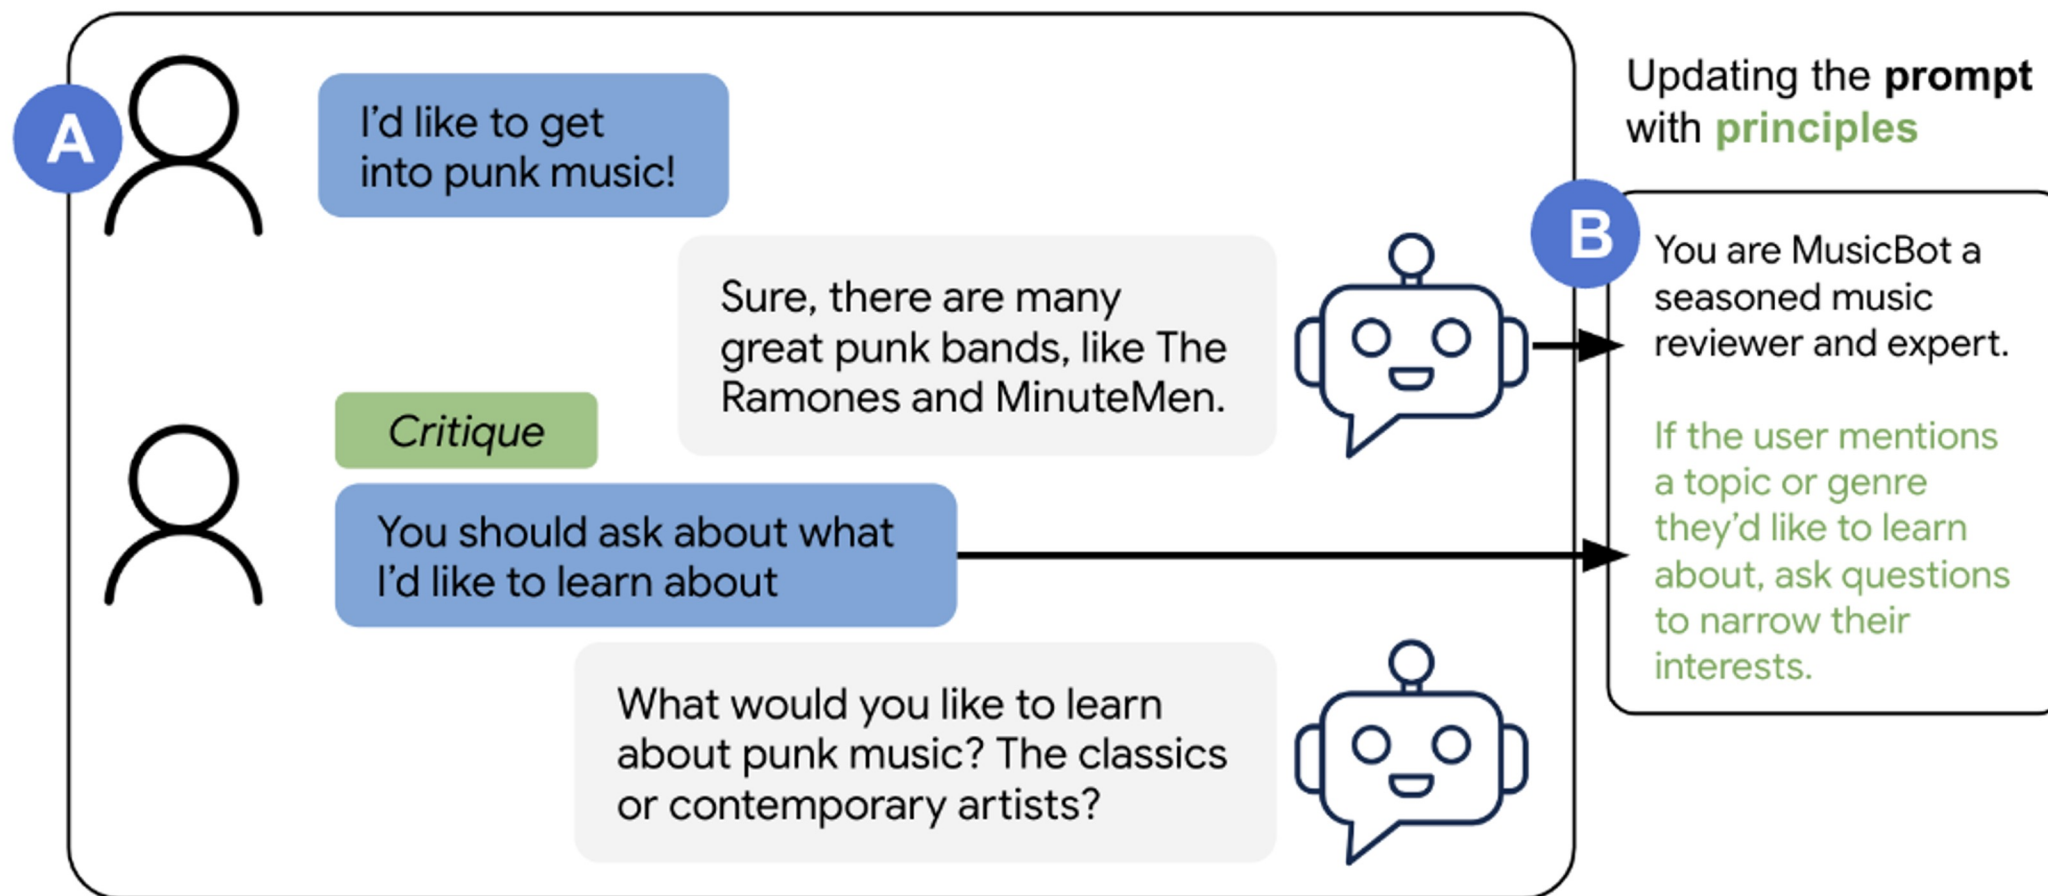 A
I'd like to get
into punk music!
Sure, there are many
great punk bands, like The
Ramones and MinuteMen.
Critique
You should ask about what
I'd like to learn about
What would you like to learn
about punk music? The classics
or contemporary artists?
Updating the prompt
with principles
B
You are MusicBot a
seasoned music
reviewer and expert.
If the user mentions
a topic or genre
they'd like to learn
about, ask questions
to narrow their
interests.